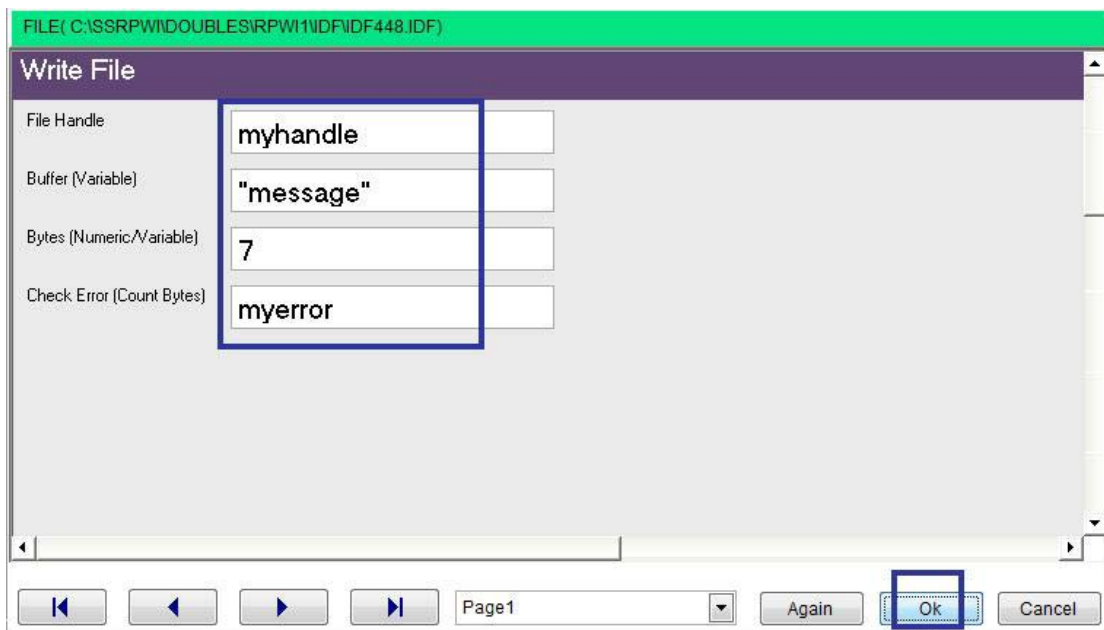 FILE( C:\SSRPWI\DOUBLES\RPWI1\IDF\IDF448.IDF)
Write File
File Handle
myhandle
Buffer (Variable)
"message"
Bytes (Numeric/Variable)
7
Check Error (Count Bytes)
myerror
Page1 Again Ok Cancel